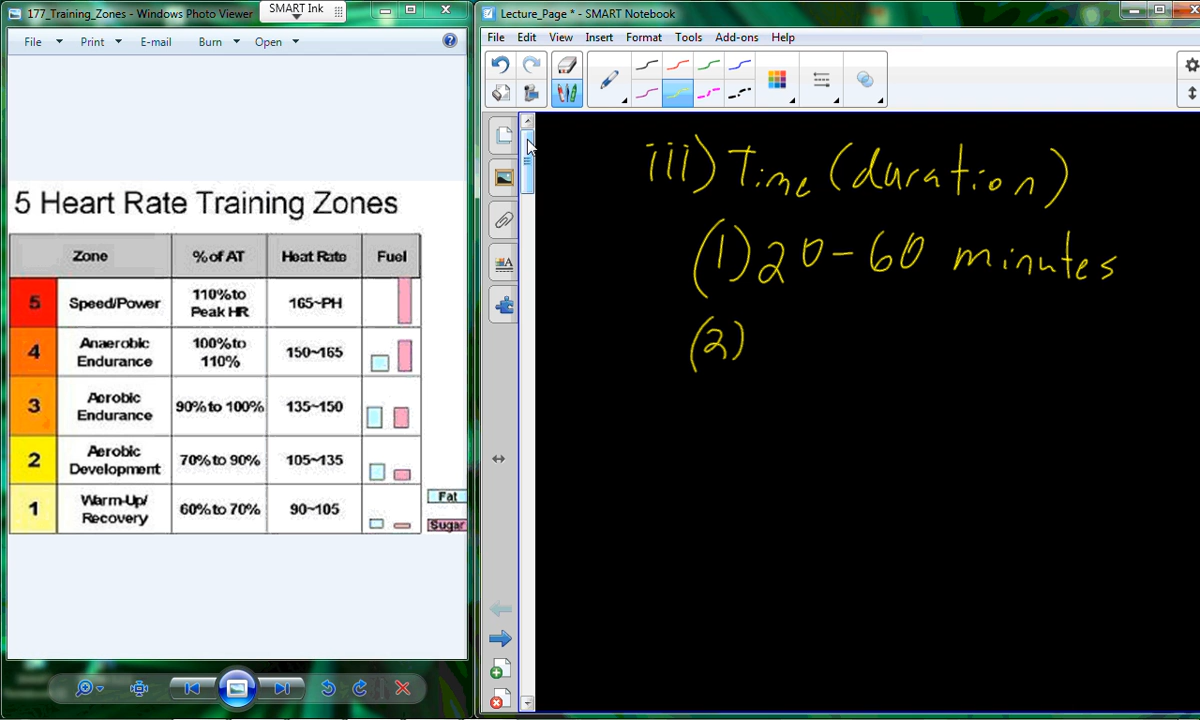 177_Training_Zones - Windows Photo Viewer
SMART Ink
File Print E-mail Burn Open
5 Heart Rate Training Zones
Zone % of AT Heat Rate Fuel
5 Speed/Power 110% to Peak HR 165~PH
4 Anaerobic Endurance 100% to 110% 150~165
3 Aerobic Endurance 90% to 100% 135~150
2 Aerobic Development 70% to 90% 105~135
1 Warm-Up/ Recovery 60% to 70% 90~105
Fat
Sugar
Lecture_Page * - SMART Notebook
File Edit View Insert Format Tools Add-ons Help
iii) Time (duration)
(1) 20-60 minutes
(2)